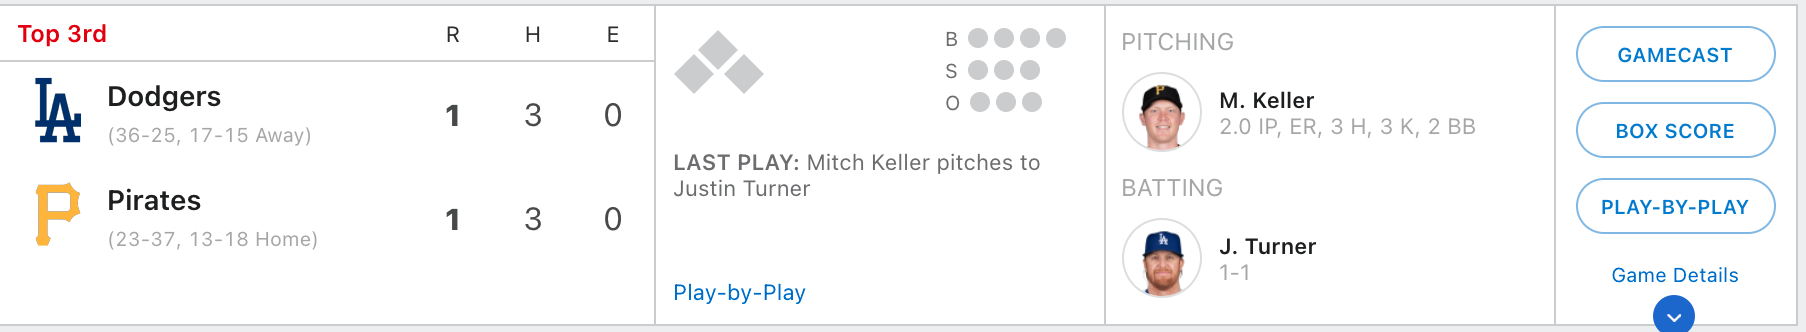 Top 3rd R H E
Dodgers 1 3 0
(36-25, 17-15 Away)
Pirates 1 3 0
(23-37, 13-18 Home)
B
S
O
LAST PLAY: Mitch Keller pitches to
Justin Turner
Play-by-Play
PITCHING
M. Keller
2.0 IP, ER, 3 H, 3 K, 2 BB
BATTING
J. Turner
1-1
GAMECAST
BOX SCORE
PLAY-BY-PLAY
Game Details